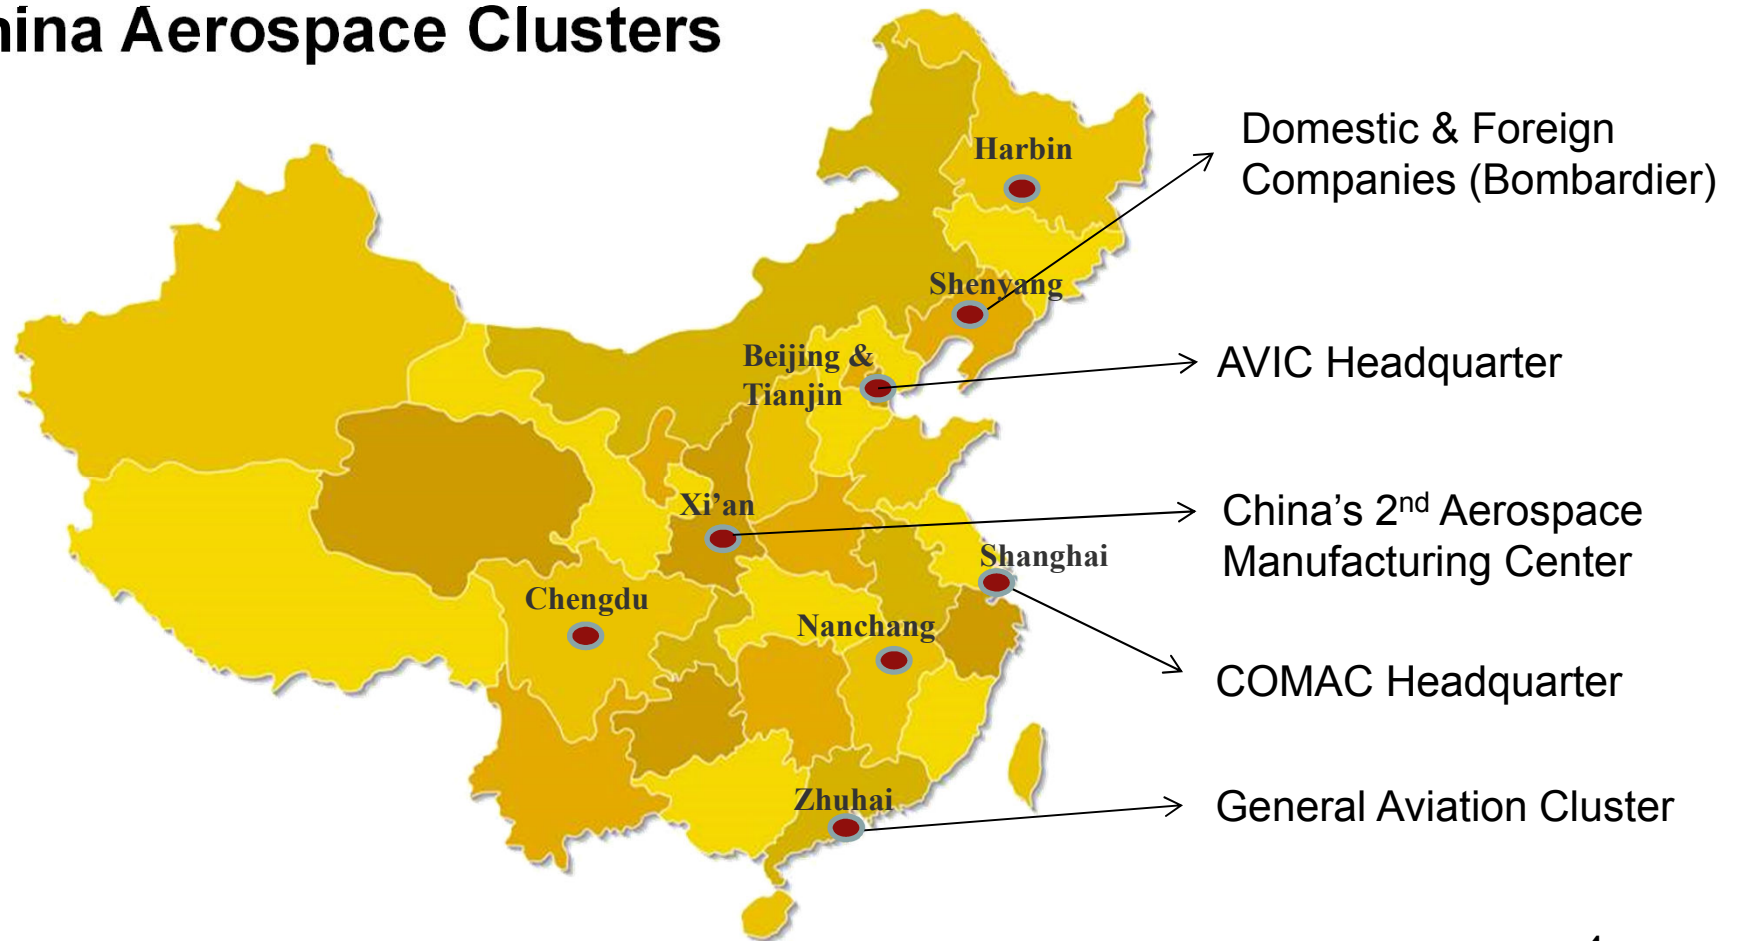 hina Aerospace Clusters
Harbin
Domestic & Foreign
Companies (Bombardier)
Shenyang
Beijing &
Tianjin
AVIC Headquarter
Xi’an
China’s 2nd Aerospace
Manufacturing Center
Shanghai
Chengdu
Nanchang
COMAC Headquarter
Zhuhai
General Aviation Cluster